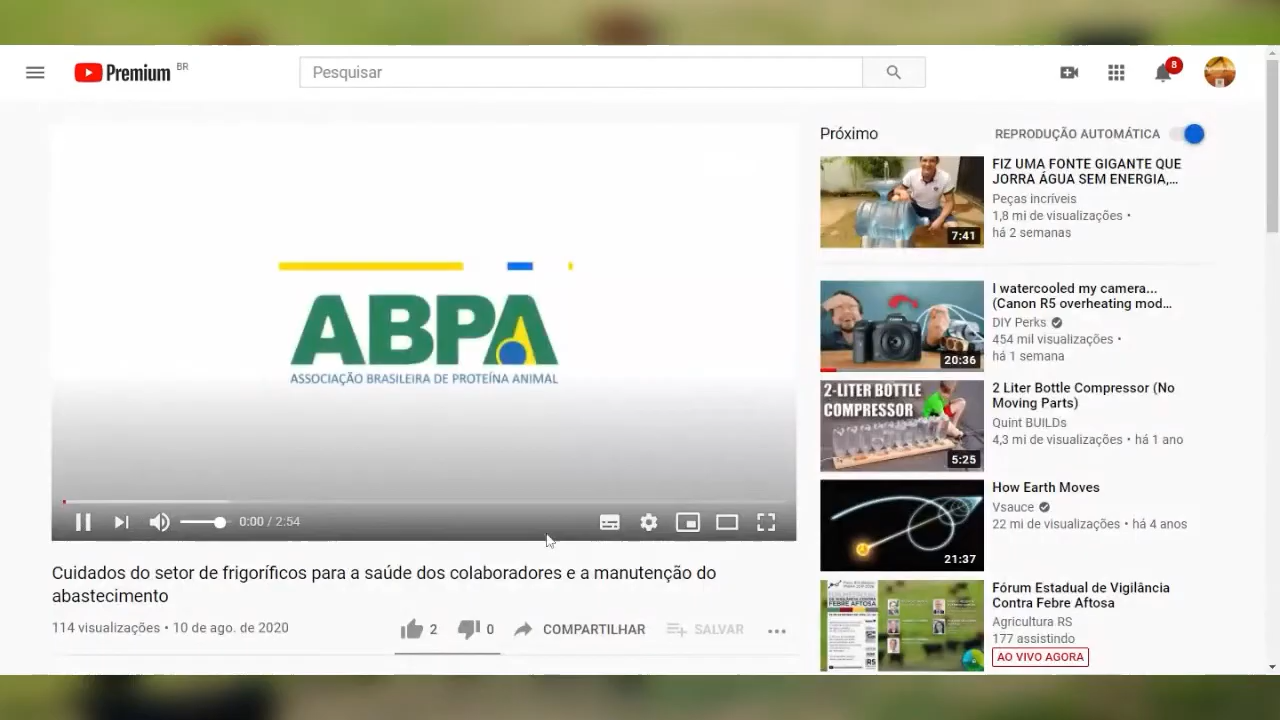 Premium BR
Pesquisar
8
ABPA
ASSOCIAÇÃO BRASILEIRA DE PROTEÍNA ANIMAL
0:00 / 2:54
Cuidados do setor de frigoríficos para a saúde dos colaboradores e a manutenção do
abastecimento
114 visualizações • 10 de ago. de 2020
2
0
COMPARTILHAR
SALVAR
Próximo
REPRODUÇÃO AUTOMÁTICA
7:41
FIZ UMA FONTE GIGANTE QUE
JORRA ÁGUA SEM ENERGIA,...
Peças incríveis
1,8 mi de visualizações •
há 2 semanas
20:36
I watercooled my camera...
(Canon R5 overheating mod...
DIY Perks
454 mil visualizações •
há 1 semana
2-LITER BOTTLE
COMPRESSOR
5:25
2 Liter Bottle Compressor (No
Moving Parts)
Quint BUILDs
4,3 mi de visualizações • há 1 ano
21:37
How Earth Moves
Vsauce
22 mi de visualizações • há 4 anos
FEBRE AFTOSA
Fórum Estadual de Vigilância
Contra Febre Aftosa
Agricultura RS
177 assistindo
AO VIVO AGORA